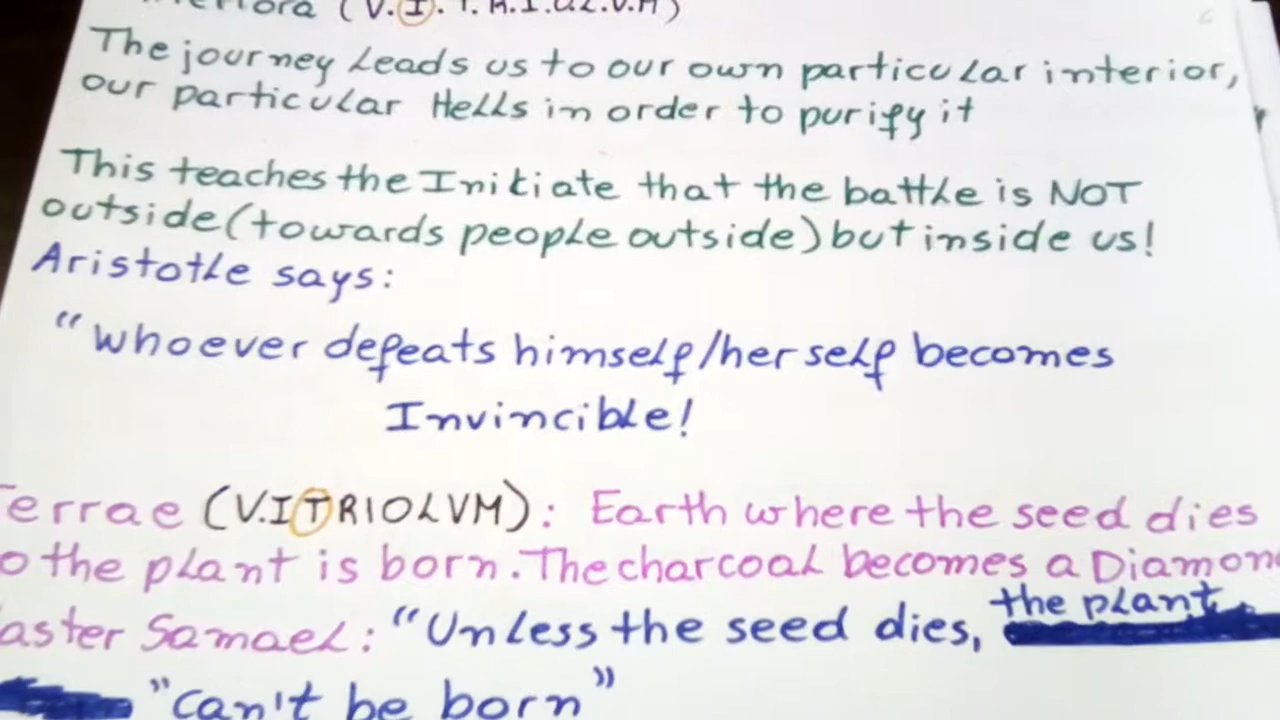 (V.I.T.R.I.O.L.V.M)
The journey Leads us to our own particular interior,
our particular Hells in order to purify it
This teaches the Initiate that the battle is NOT
outside (towards people outside) but inside us!
Aristotle says:
"Whoever defeats himself/herself becomes
Invincible!
Terrae (V.ITRIOLVM): Earth where the seed dies
o the plant is born. The charcoal becomes a Diamon
aster Samael: "Unless the seed dies, the plant
"can't be born"